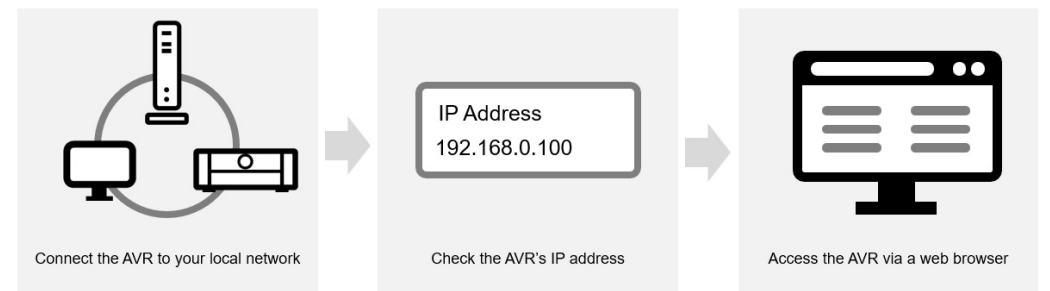 Connect the AVR to your local network
IP Address
192.168.0.100
Check the AVR's IP address
Access the AVR via a web browser